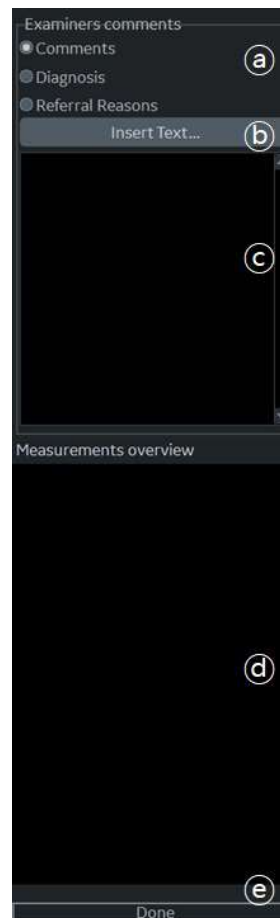 Examiners comments
Comments
ⓐ
Diagnosis
Referral Reasons
Insert Text...
ⓑ
ⓒ
Measurements overview
ⓓ
ⓔ
Done